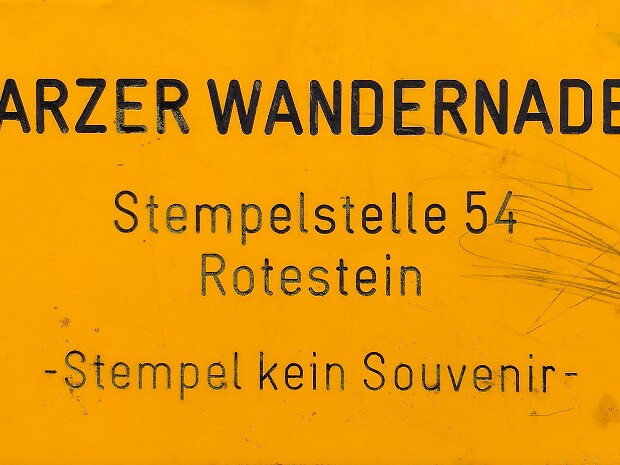 ARZER WANDERNADE
Stempelstelle 54
Rotestein
-Stempel kein Souvenir-